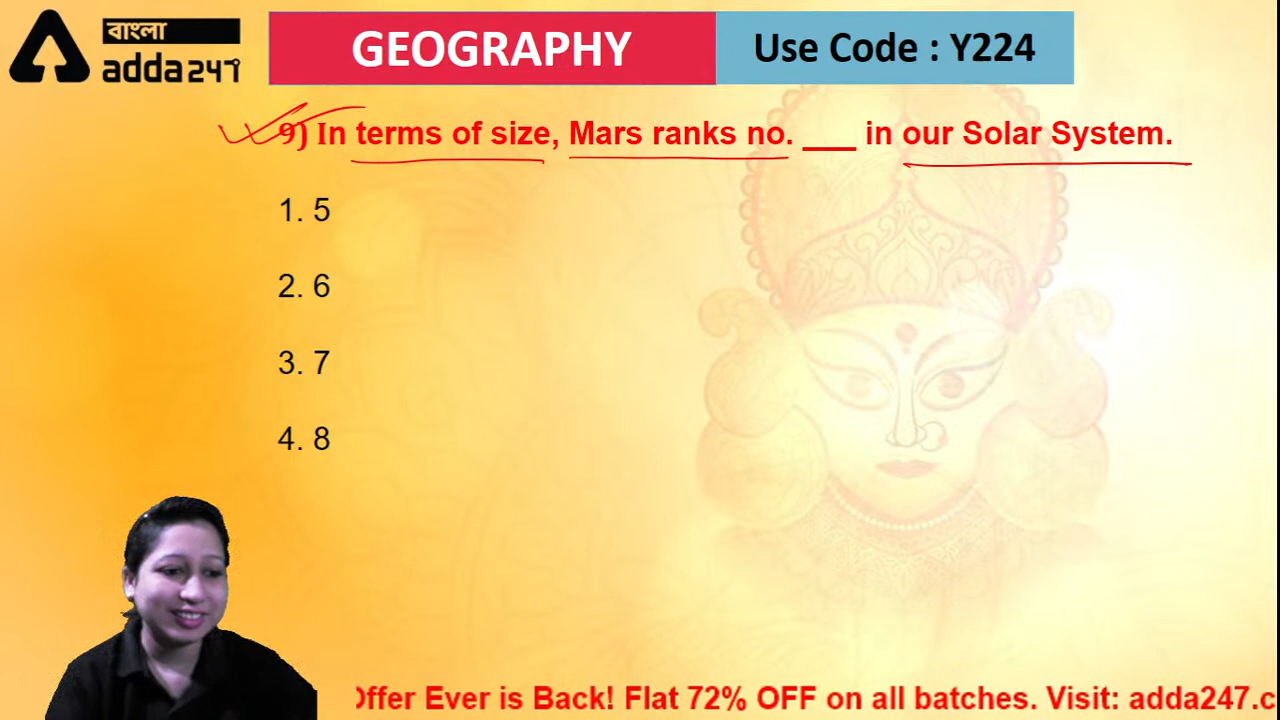 বাংলা
adda247
GEOGRAPHY
Use Code : Y224
9) In terms of size, Mars ranks no. ___ in our Solar System.
1. 5
2. 6
3. 7
4. 8
Offer Ever is Back! Flat 72% OFF on all batches. Visit: adda247.c